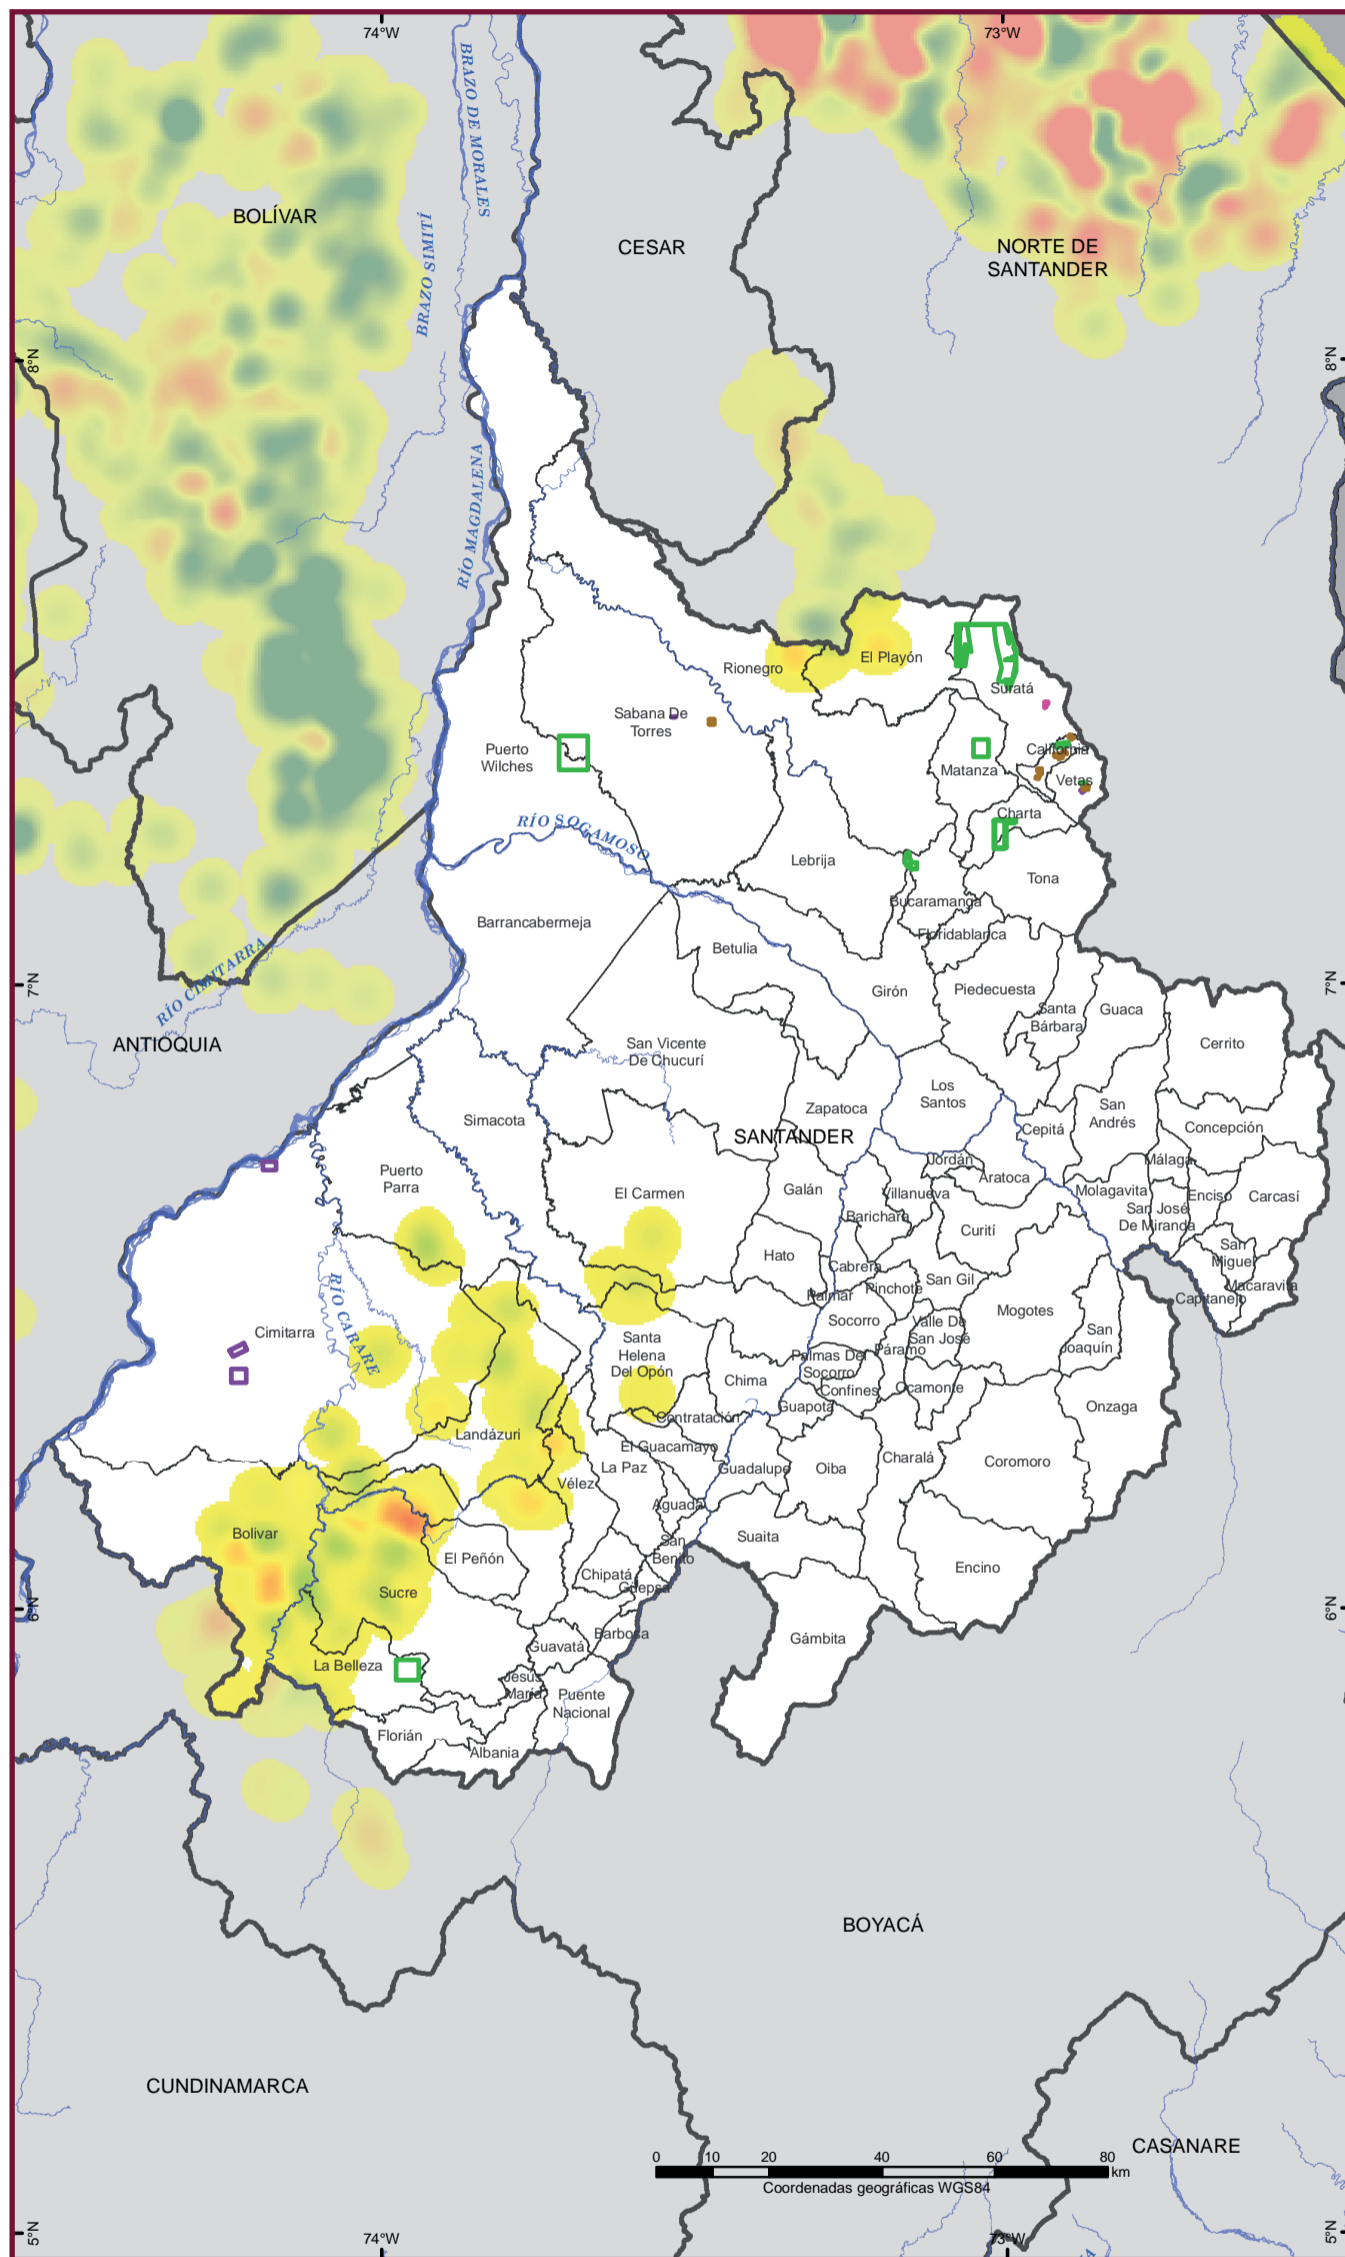 74°W
73°W
BRAZO DE MORALES
BOLÍVAR
BRAZO SIMITÍ
CESAR
NORTE DE
SANTANDER
8°N
8°N
RÍO MAGDALENA
Rionegro
El Playón
Suratá
Sabana De
Torres
Puerto
Wilches
California
Matanza
Vetas
Charta
RÍO SOGAMOSO
Lebrija
Tona
Bucaramanga
Barrancabermeja
Floridablanca
Betulia
RÍO CIMITARRA
7°N
7°N
Girón
Piedecuesta
Santa
Bárbara
Guaca
Cerrito
ANTIOQUIA
San Vicente
De Chucurí
Los
Santos
Zapatoca
San
Andrés
Simacota
SANTANDER
Cepitá
Concepción
Puerto
Parra
El Carmen
Galán
Jordán
Aratoca
Málaga
Villanueva
Molagavita
Enciso
Carcasí
San José
De Miranda
Barichara
Curití
Hato
Cabrera
San
Miguel
Palmar
Pinchote
San Gil
Macaravita
Capitanejo
RÍO CARARE
Cimitarra
Mogotes
Socorro
Valle De
San José
San
Joaquín
Santa
Helena
Del Opón
Páramo
Palmas Del
Socorro
Chima
Confines
Ocamonte
Guapota
Onzaga
Contratación
Landázuri
El Guacamayo
La Paz
Guadalupe
Oiba
Charalá
Coromoro
Vélez
Aguada
Bolivar
Suaita
San
Benito
El Peñón
Chipatá
Güepsa
Encino
Sucre
6°N
6°N
Barbosa
Gámbita
Guavatá
La Belleza
Jesús
María
Puente
Nacional
Florián
Albania
BOYACÁ
CUNDINAMARCA
CASANARE
0
10
20
40
60
80
km
Coordenadas geográficas WGS84
5°N
5°N
74°W
73°W